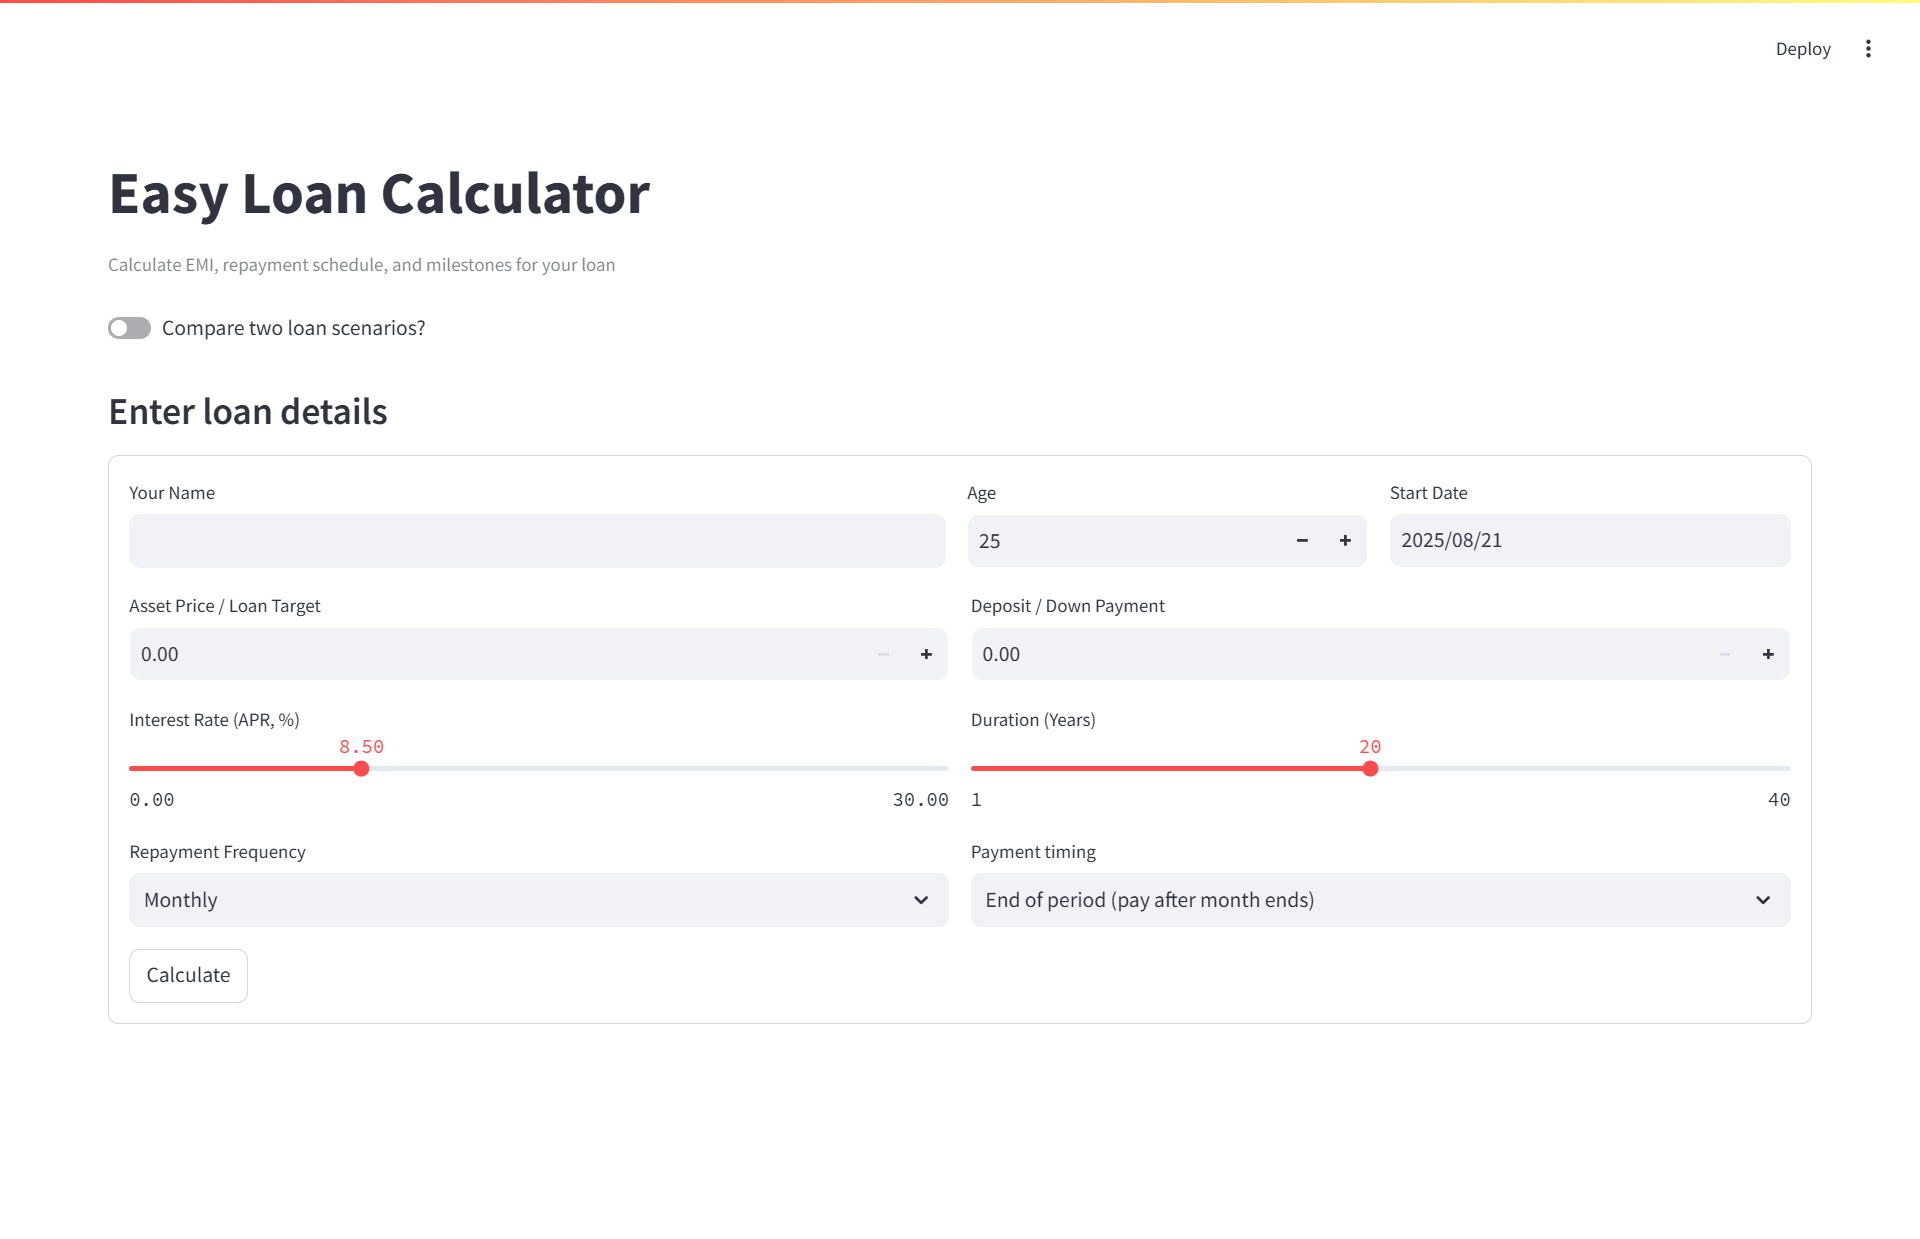 Deploy
Easy Loan Calculator
Calculate EMI, repayment schedule, and milestones for your loan
Compare two loan scenarios?
Enter loan details
Your Name
Age
Start Date
25
2025/08/21
Asset Price / Loan Target
Deposit / Down Payment
0.00
0.00
Interest Rate (APR, %)
Duration (Years)
8.50
20
0.00
30.00
1
40
Repayment Frequency
Payment timing
Monthly
End of period (pay after month ends)
Calculate